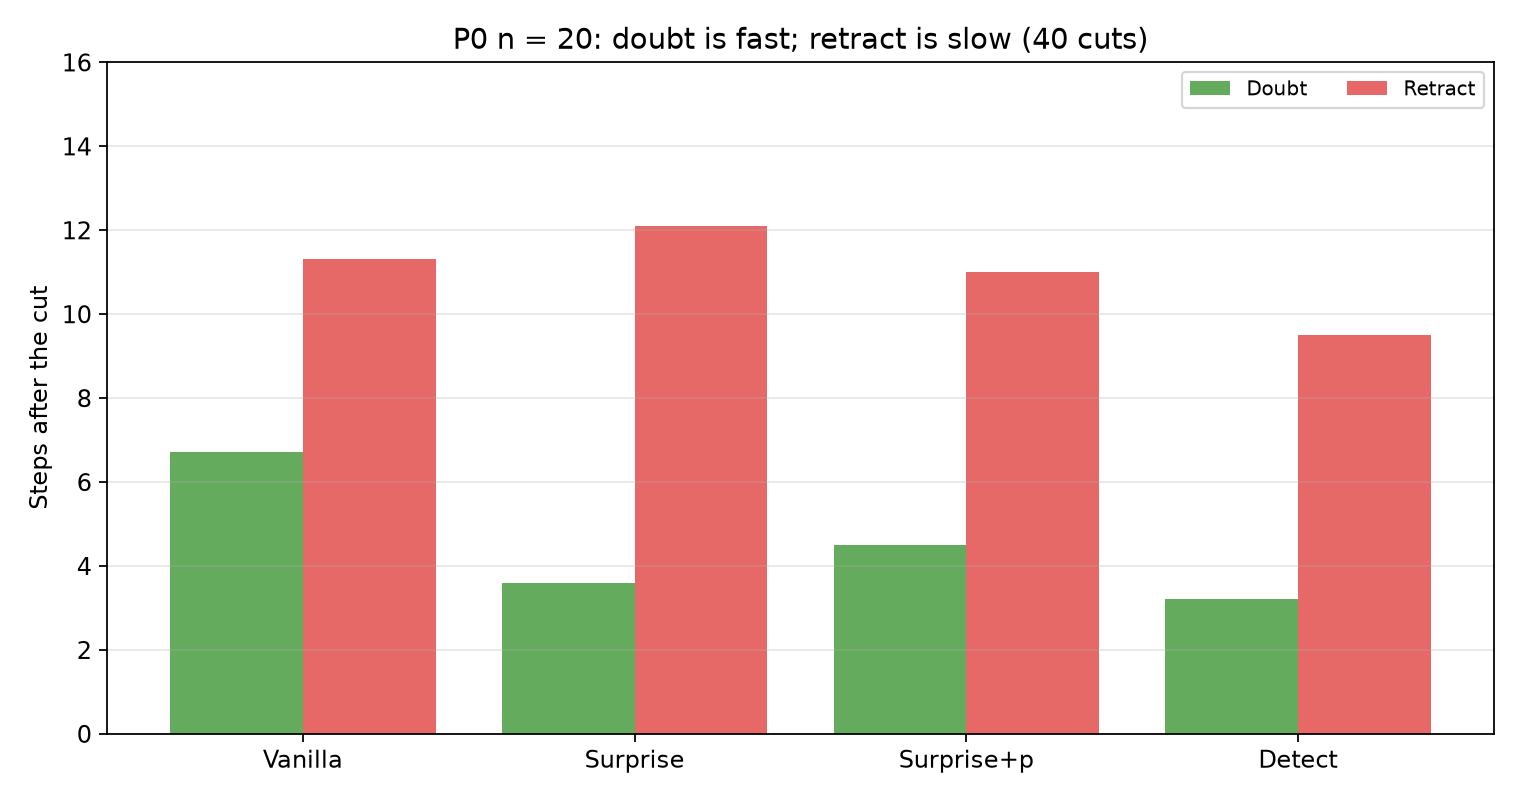 P0 n = 20: doubt is fast; retract is slow (40 cuts)
Doubt Retract
Steps after the cut
16
14
12
10
8
6
4
2
0
Vanilla Surprise Surprise+p Detect